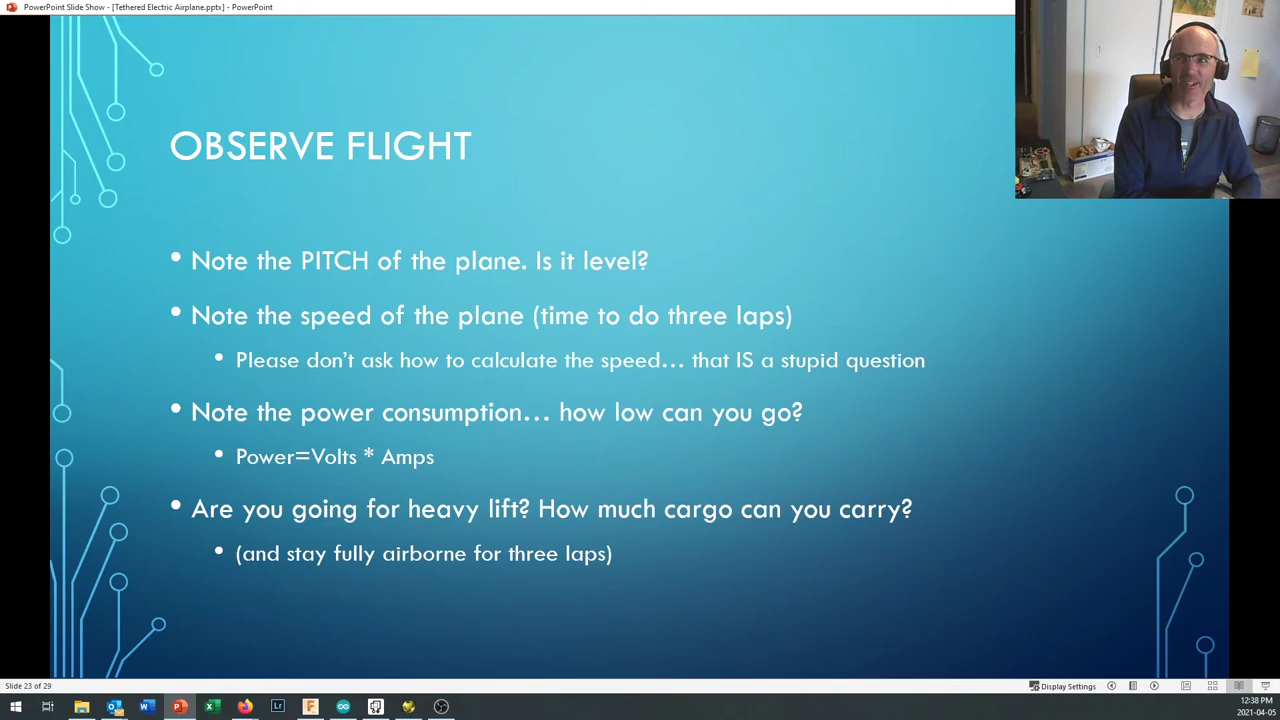 PowerPoint Slide Show - [Tethered Electric Airplane.pptx] - PowerPoint
OBSERVE FLIGHT
• Note the PITCH of the plane. Is it level?
• Note the speed of the plane (time to do three laps)
• Please don't ask how to calculate the speed... that IS a stupid question
• Note the power consumption... how low can you go?
• Power=Volts * Amps
• Are you going for heavy lift? How much cargo can you carry?
• (and stay fully airborne for three laps)
Slide 23 of 29
Display Settings
12:38 PM
2021-04-05